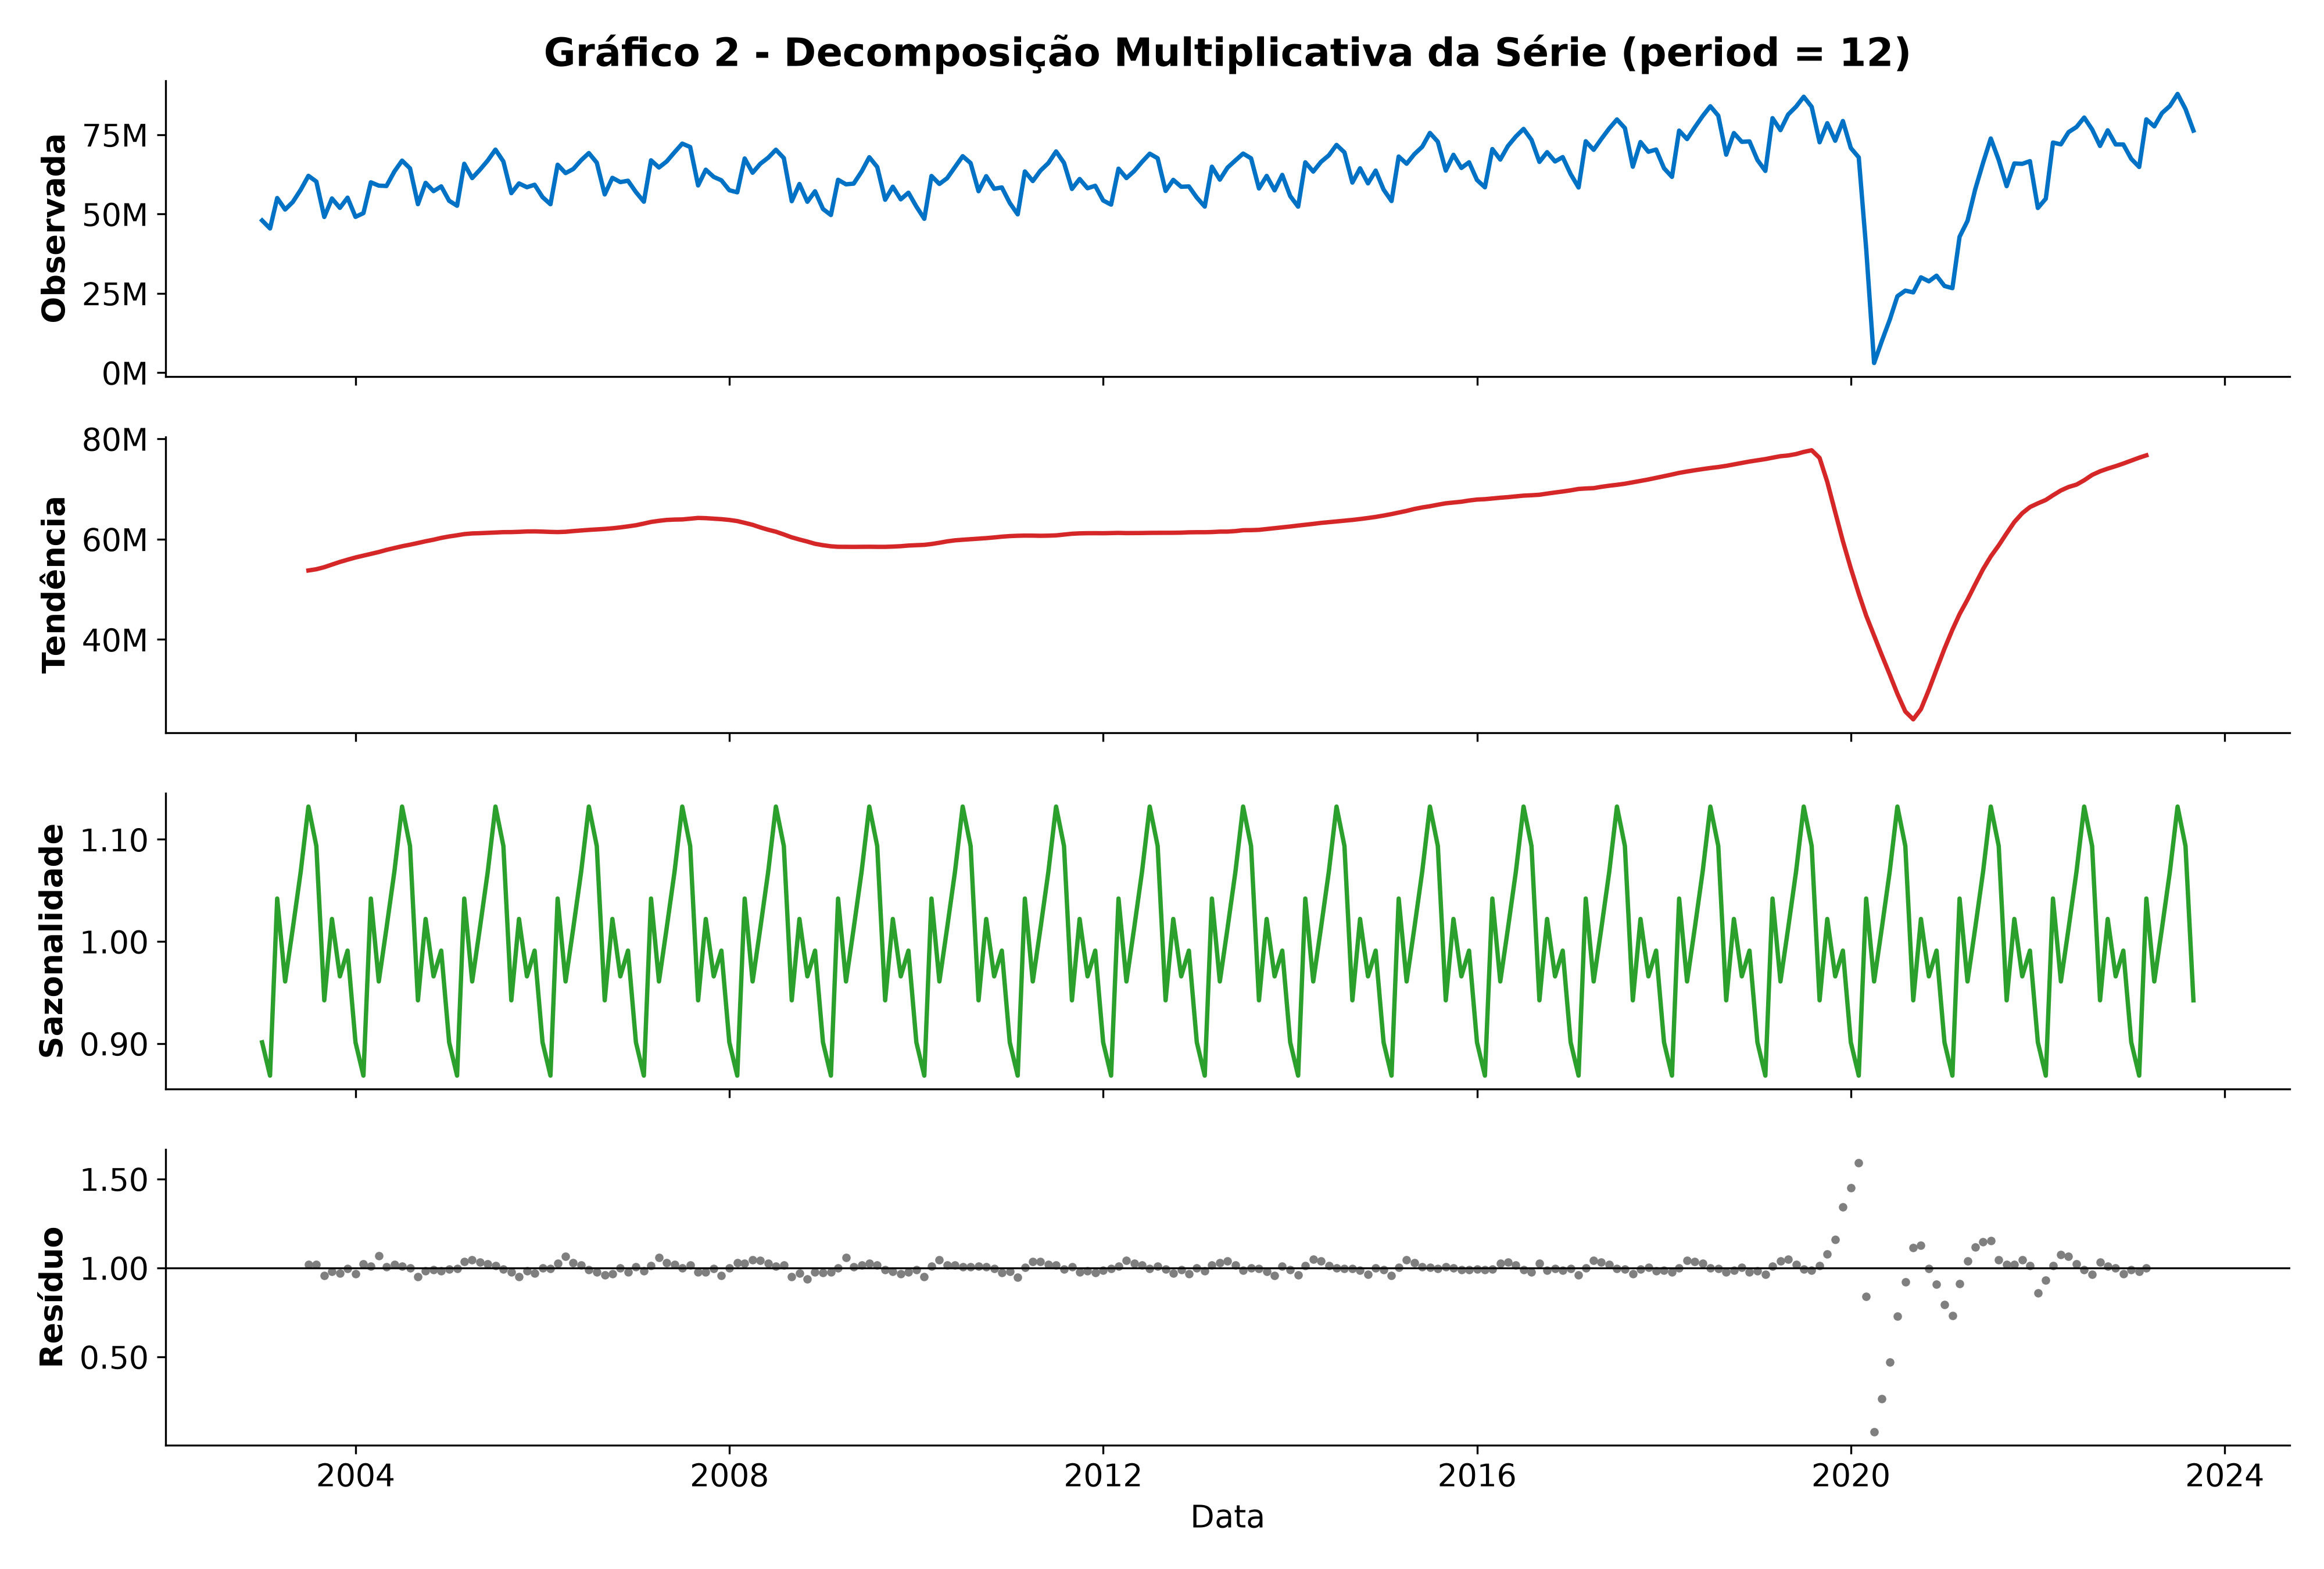 Gráfico 2 - Decomposição Multiplicativa da Série (period = 12)
Observada
75M
50M
25M
0M
Tendência
80M
60M
40M
Sazonalidade
1.10
1.00
0.90
Resíduo
1.50
1.00
0.50
2004 2008 2012 2016 2020 2024
Data